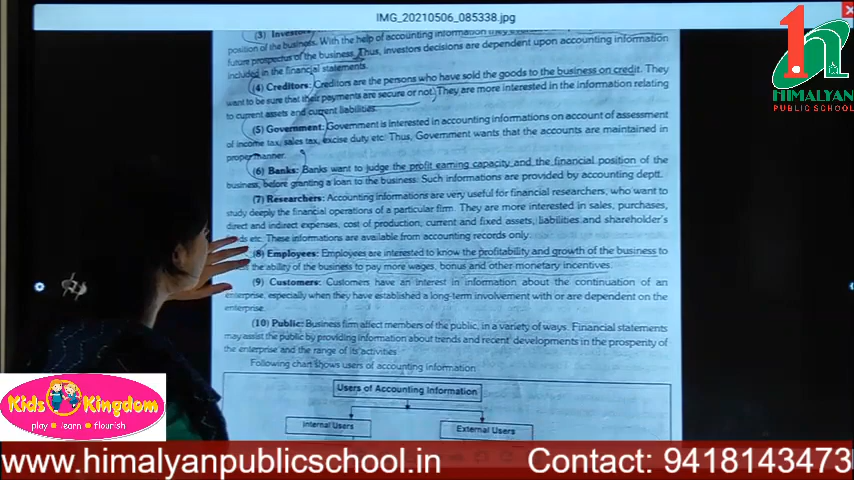 IMG_20210506_085338.jpg
(3) Investors
position of the business. With the help of accounting information they
future prospectus of the business. Thus, investors decisions are dependent upon accounting information
included in the financial statements.
(4) Creditors: Creditors are the persons who have sold the goods to the business on credit. They
want to be sure that their payments are secure or not. They are more interested in the information relating
to current assets and current liabilities.
(5) Government: Government is interested in accounting informations on account of assessment
of income tax, sales tax, excise duty etc. Thus, Government wants that the accounts are maintained in
proper manner.
(6) Banks: Banks want to judge the profit earning capacity and the financial position of the
business, before granting a loan to the business. Such informations are provided by accounting deptt.
(7) Researchers: Accounting informations are very useful for financial researchers, who want to
study deeply the financial operations of a particular firm. They are more interested in sales, purchases,
direct and indirect expenses, cost of production, current and fixed assets, liabilities and shareholder's
etc. These informations are available from accounting records only.
(8) Employees: Employees are interested to know the profitability and growth of the business to
the ability of the business to pay more wages, bonus and other monetary incentives.
(9) Customers: Customers have an interest in information about the continuation of an
enterprise, especially when they have established a long-term involvement with or are dependent on the
enterprise.
(10) Public: Business firm affect members of the public, in a variety of ways. Financial statements
may assist the public by providing information about trends and recent developments in the prosperity of
the enterprise and the range of its activities
Following chart shows users of accounting information
Users of Accounting Information
Internal Users
External Users
HIMALYAN
PUBLIC SCHOOL
Kids Kingdom
play learn flourish
www.himalyanpublicschool.in Contact: 9418143473